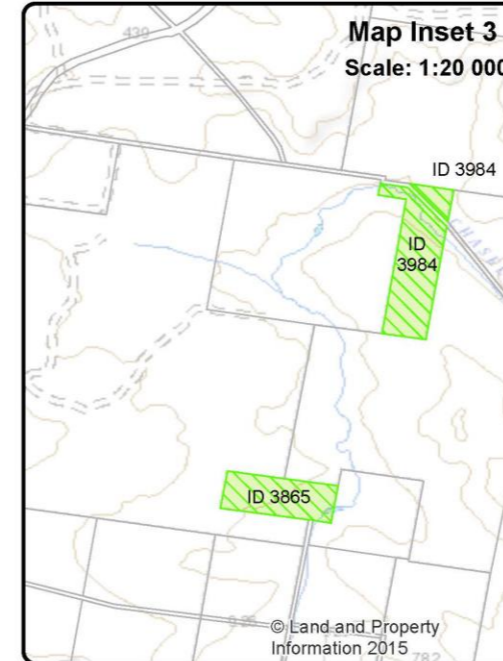 Map Inset 3
Scale: 1:20 000
439
ID 3984
ID
3984
ID 3865
© Land and Property
Information 2015
782